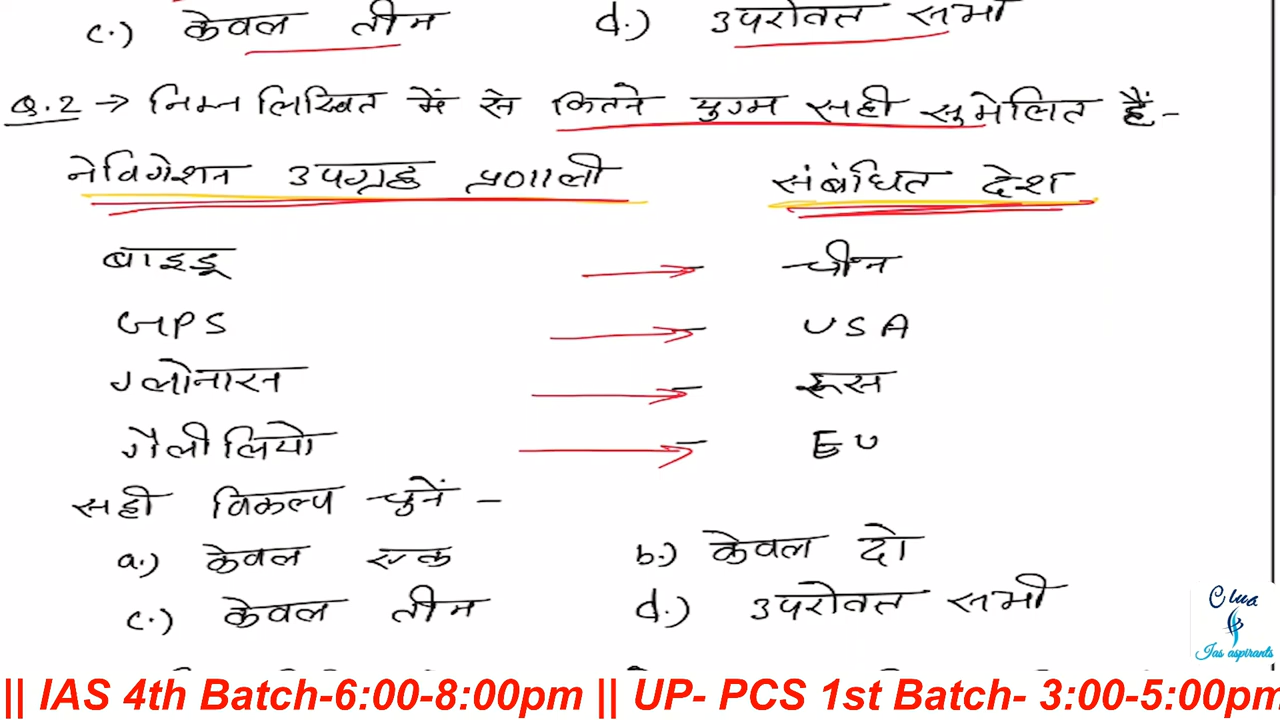 c.) केवल तीन d.) उपरोक्त सभी
Q.2 → निम्नलिखित में से कितने युग्म सही सुमेलित हैं-
नेविगेशन उपग्रह प्रणाली संबंधित देश
बाइडू → चीन
GPS → USA
ग्लोनास → रूस
गैलीलियो → EU
सही विकल्प चुनें -
a.) केवल एक b.) केवल दो
c.) केवल तीन d.) उपरोक्त सभी
Clua
Ias aspirants
|| IAS 4th Batch-6:00-8:00pm || UP- PCS 1st Batch- 3:00-5:00pm